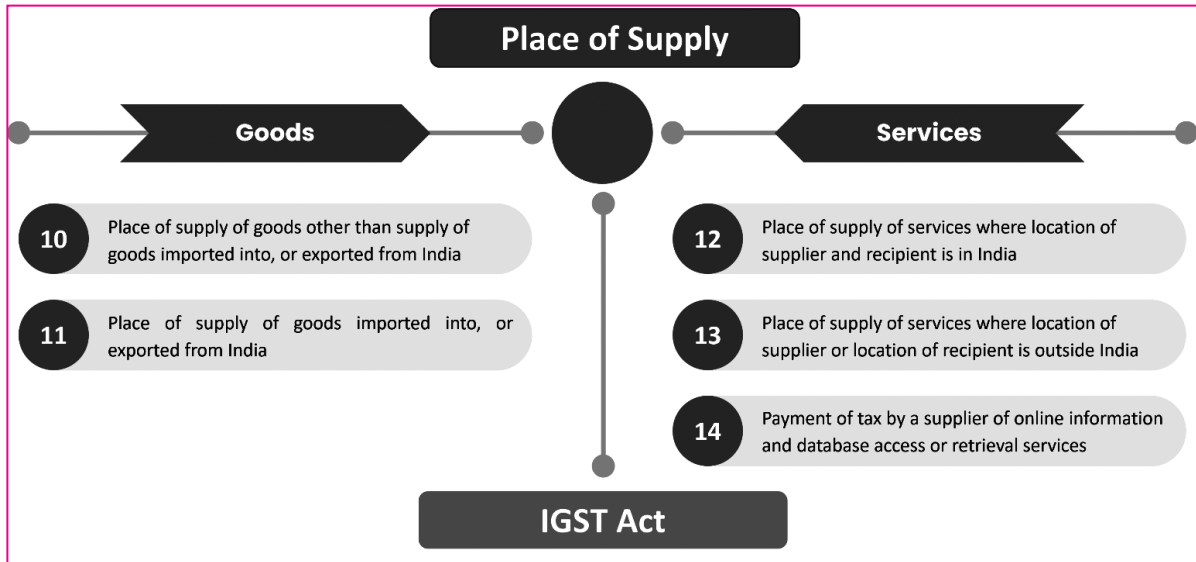 Place of Supply
Goods
10
Place of supply of goods other than supply of
goods imported into, or exported from India
11
Place of supply of goods imported into, or
exported from India
Services
12
Place of supply of services where location of
supplier and recipient is in India
13
Place of supply of services where location of
supplier or location of recipient is outside India
14
Payment of tax by a supplier of online information
and database access or retrieval services
IGST Act